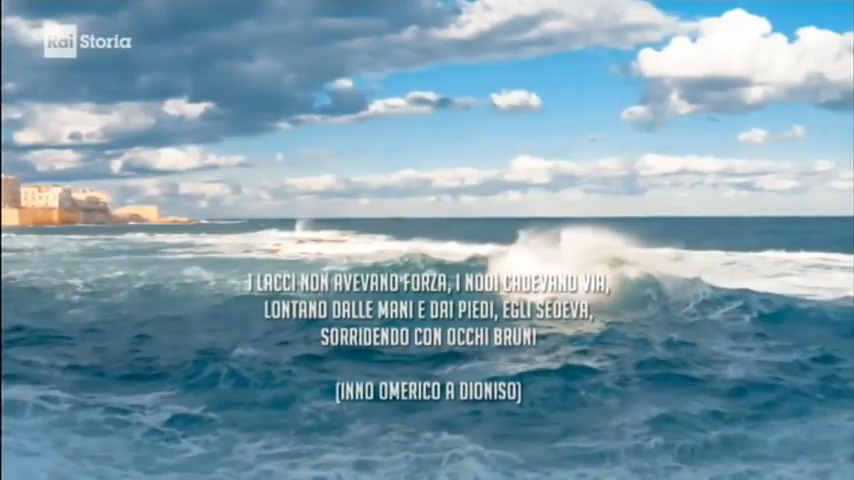 Rai Storia
I LACCI NON AVEVANO FORZA, I NODI CADEVANO VIA,
LONTANO DALLE MANI E DAI PIEDI, EGLI SEDEVA,
SORRIDENDO CON OCCHI BRUNI
(INNO OMERICO A DIONISO)